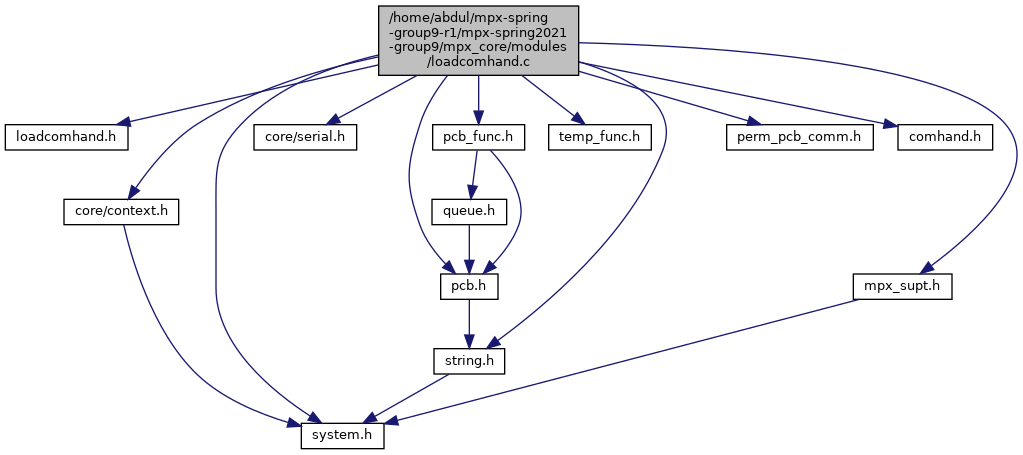 /home/abdul/mpx-spring
-group9-r1/mpx-spring2021
-group9/mpx_core/modules
/loadcomhand.c
loadcomhand.h
core/serial.h
pcb_func.h
temp_func.h
perm_pcb_comm.h
comhand.h
core/context.h
queue.h
pcb.h
mpx_supt.h
string.h
system.h